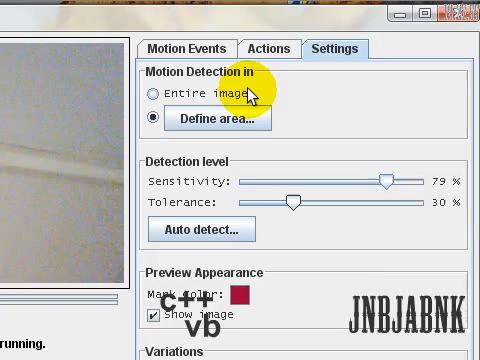 Motion Events Actions Settings
Motion Detection in
Entire image
Define area...
Detection level
Sensitivity: 79 %
Tolerance: 30 %
Auto detect...
Preview Appearance
Mark Color:
c++
Show image
vb
JNBJABNK
running.
Variations